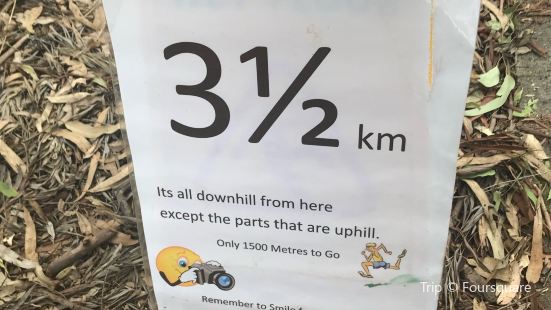 3½ km
Its all downhill from here
except the parts that are uphill.
Only 1500 Metres to Go
Remember to Smile
Trip © Foursquare